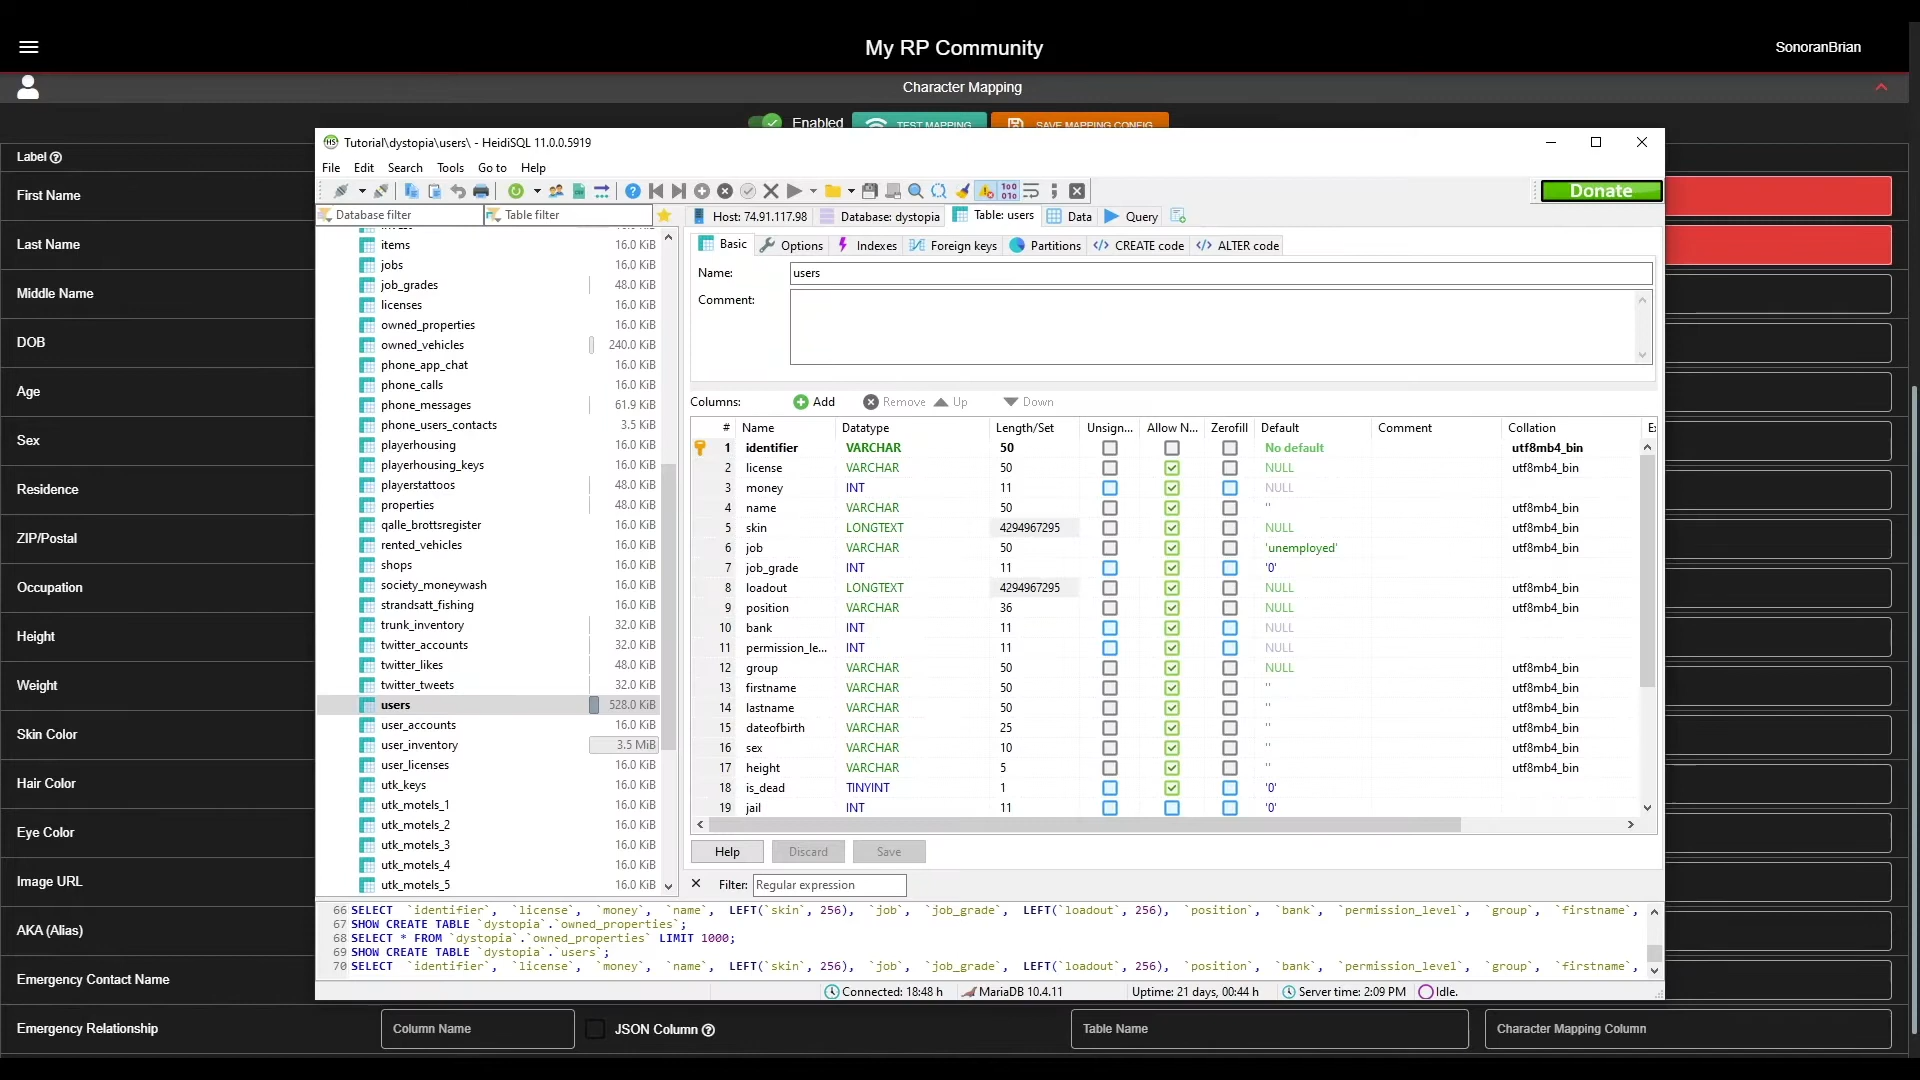 My RP Community
SonoranBrian
Character Mapping
Enabled
TEST MAPPING
SAVE MAPPING CONFIG
Label
First Name
Last Name
Middle Name
DOB
Age
Sex
Residence
ZIP/Postal
Occupation
Height
Weight
Skin Color
Hair Color
Eye Color
Image URL
AKA (Alias)
Emergency Contact Name
Emergency Relationship
Column Name
JSON Column
Table Name
Character Mapping Column
Tutorial\dystopia\users\ - HeidiSQL 11.0.0.5919
File Edit Search Tools Go to Help
Donate
Database filter
Table filter
Host: 74.91.117.98
Database: dystopia
Table: users
Data
Query
items 16.0 KiB
jobs 16.0 KiB
job_grades 48.0 KiB
licenses 16.0 KiB
owned_properties 16.0 KiB
owned_vehicles 240.0 KiB
phone_app_chat 16.0 KiB
phone_calls 16.0 KiB
phone_messages 61.9 KiB
phone_users_contacts 3.5 KiB
playerhousing 16.0 KiB
playerhousing_keys 16.0 KiB
playerstattoos 48.0 KiB
properties 48.0 KiB
qalle_brottsregister 16.0 KiB
rented_vehicles 16.0 KiB
shops 16.0 KiB
society_moneywash 16.0 KiB
strandsatt_fishing 16.0 KiB
trunk_inventory 32.0 KiB
twitter_accounts 32.0 KiB
twitter_likes 48.0 KiB
twitter_tweets 32.0 KiB
users 528.0 KiB
user_accounts 16.0 KiB
user_inventory 3.5 MiB
user_licenses 16.0 KiB
utk_keys 16.0 KiB
utk_motels_1 16.0 KiB
utk_motels_2 16.0 KiB
utk_motels_3 16.0 KiB
utk_motels_4 16.0 KiB
utk_motels_5 16.0 KiB
Basic Options Indexes Foreign keys Partitions CREATE code ALTER code
Name: users
Comment:
Columns: Add Remove Up Down
# Name Datatype Length/Set Unsign... Allow N... Zerofill Default Comment Collation
1 identifier VARCHAR 50 No default utf8mb4_bin
2 license VARCHAR 50 NULL utf8mb4_bin
3 money INT 11 NULL
4 name VARCHAR 50 '' utf8mb4_bin
5 skin LONGTEXT 4294967295 NULL utf8mb4_bin
6 job VARCHAR 50 'unemployed' utf8mb4_bin
7 job_grade INT 11 '0'
8 loadout LONGTEXT 4294967295 NULL utf8mb4_bin
9 position VARCHAR 36 NULL utf8mb4_bin
10 bank INT 11 NULL
11 permission_le... INT 11 NULL
12 group VARCHAR 50 NULL utf8mb4_bin
13 firstname VARCHAR 50 '' utf8mb4_bin
14 lastname VARCHAR 50 '' utf8mb4_bin
15 dateofbirth VARCHAR 25 '' utf8mb4_bin
16 sex VARCHAR 10 '' utf8mb4_bin
17 height VARCHAR 5 '' utf8mb4_bin
18 is_dead TINYINT 1 '0'
19 jail INT 11 '0'
Help Discard Save
Filter: Regular expression
66 SELECT `identifier`, `license`, `money`, `name`, LEFT(`skin`, 256), `job`, `job_grade`, LEFT(`loadout`, 256), `position`, `bank`, `permission_level`, `group`, `firstname`,
67 SHOW CREATE TABLE `dystopia`.`owned_properties`;
68 SELECT * FROM `dystopia`.`owned_properties` LIMIT 1000;
69 SHOW CREATE TABLE `dystopia`.`users`;
70 SELECT `identifier`, `license`, `money`, `name`, LEFT(`skin`, 256), `job`, `job_grade`, LEFT(`loadout`, 256), `position`, `bank`, `permission_level`, `group`, `firstname`,
Connected: 18:48 h
MariaDB 10.4.11
Uptime: 21 days, 00:44 h
Server time: 2:09 PM
Idle.